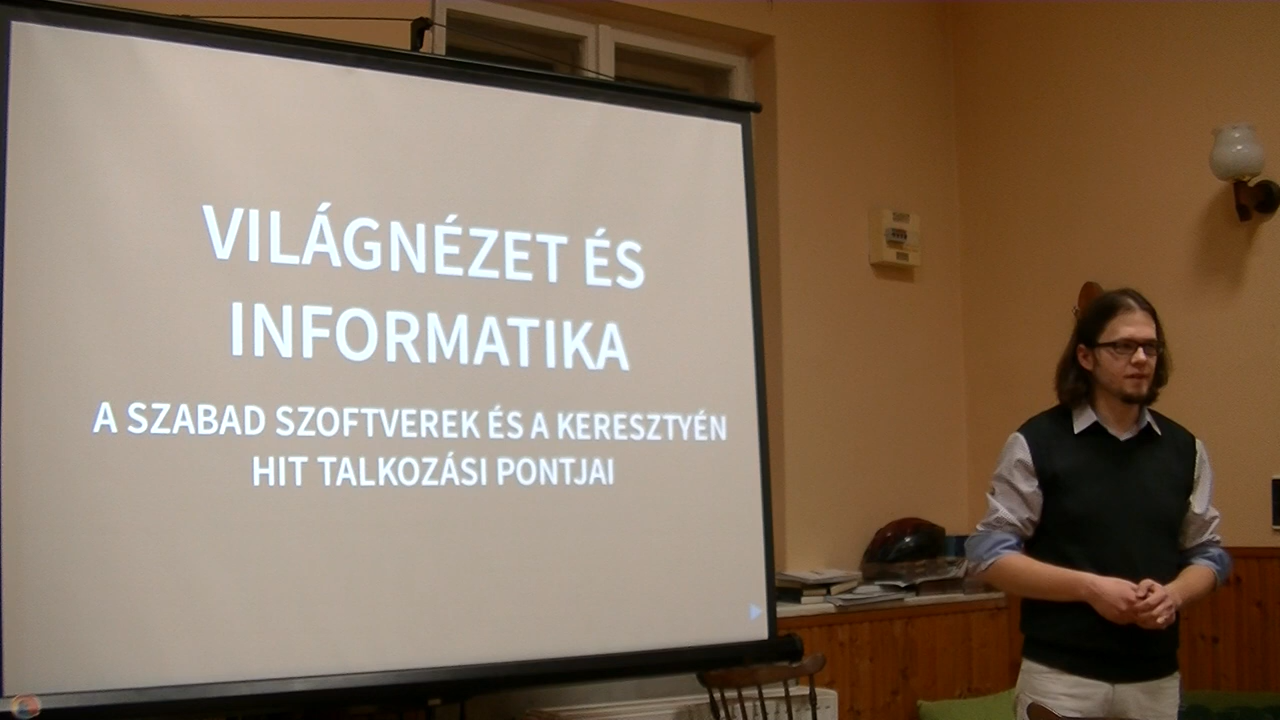 VILÁGNÉZET ÉS
INFORMATIKA
A SZABAD SZOFTVEREK ÉS A KERESZTYÉN
HIT TALKOZÁSI PONTJAI